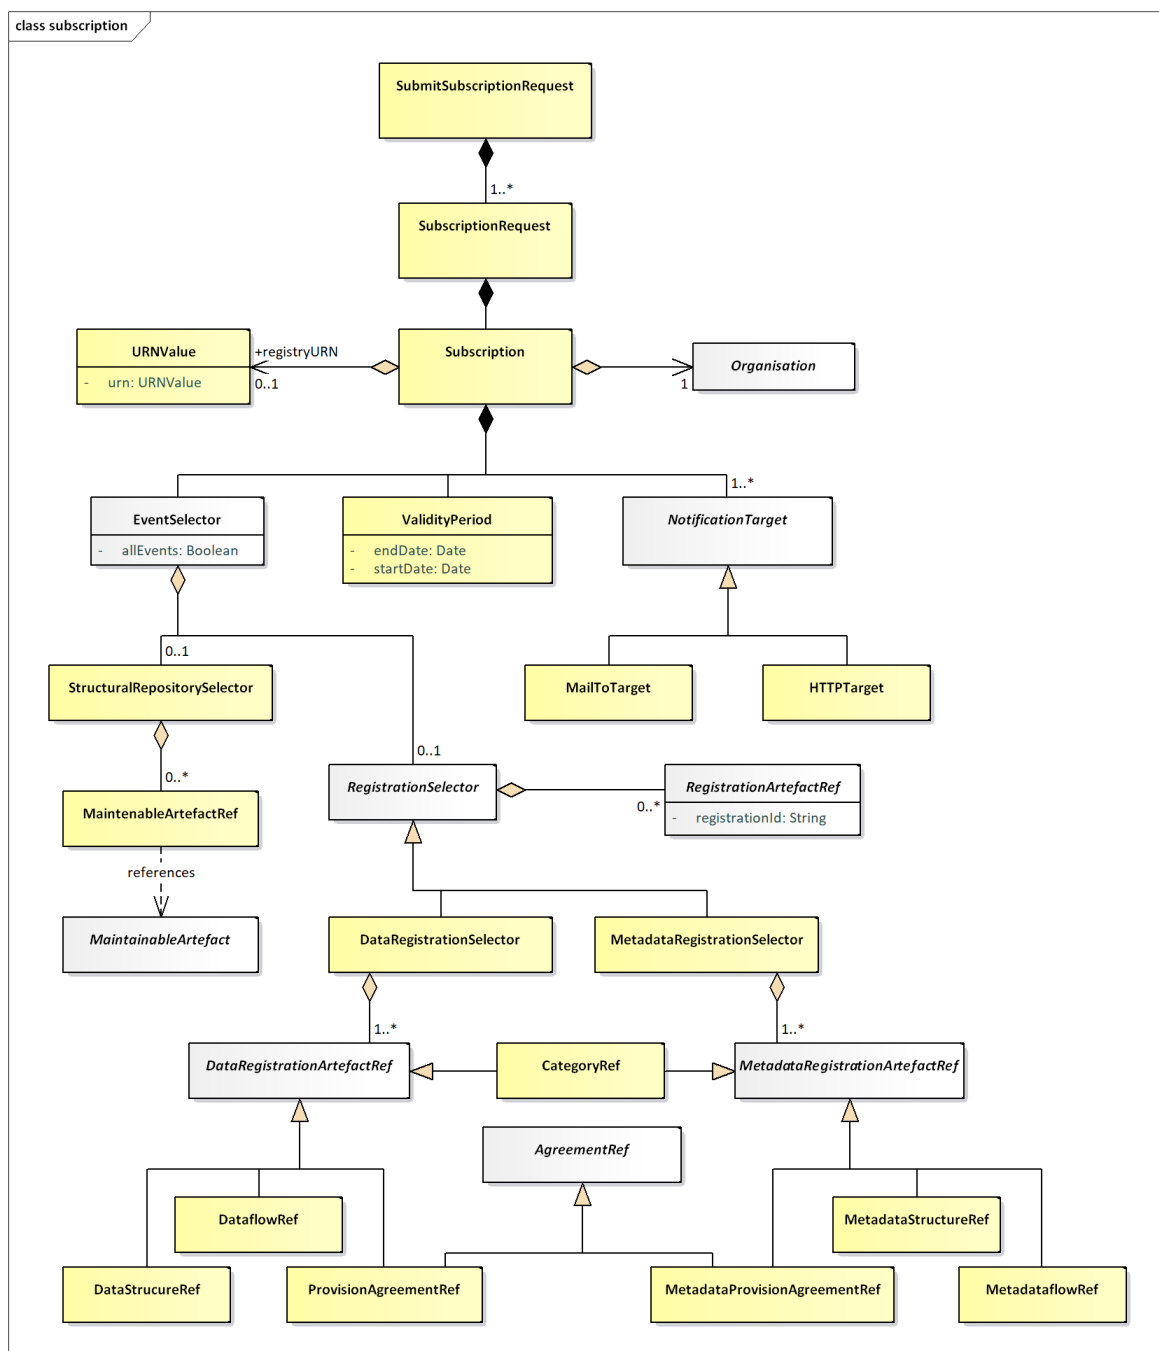 class subscription
SubmitSubscriptionRequest
1..*
SubscriptionRequest
URNValue
- urn: URNValue
+registryURN
0..1
Subscription
1
Organisation
1..*
EventSelector
- allEvents: Boolean
ValidityPeriod
- endDate: Date
- startDate: Date
NotificationTarget
0..1
StructuralRepositorySelector
MailToTarget
HTTPTarget
0..1
0..*
RegistrationSelector
0..*
RegistrationArtefactRef
- registrationId: String
MaintenableArtefactRef
references
MaintainableArtefact
DataRegistrationSelector
MetadataRegistrationSelector
1..*
1..*
DataRegistrationArtefactRef
CategoryRef
MetadataRegistrationArtefactRef
AgreementRef
DataflowRef
MetadataStructureRef
DataStrucureRef
ProvisionAgreementRef
MetadataProvisionAgreementRef
MetadataflowRef